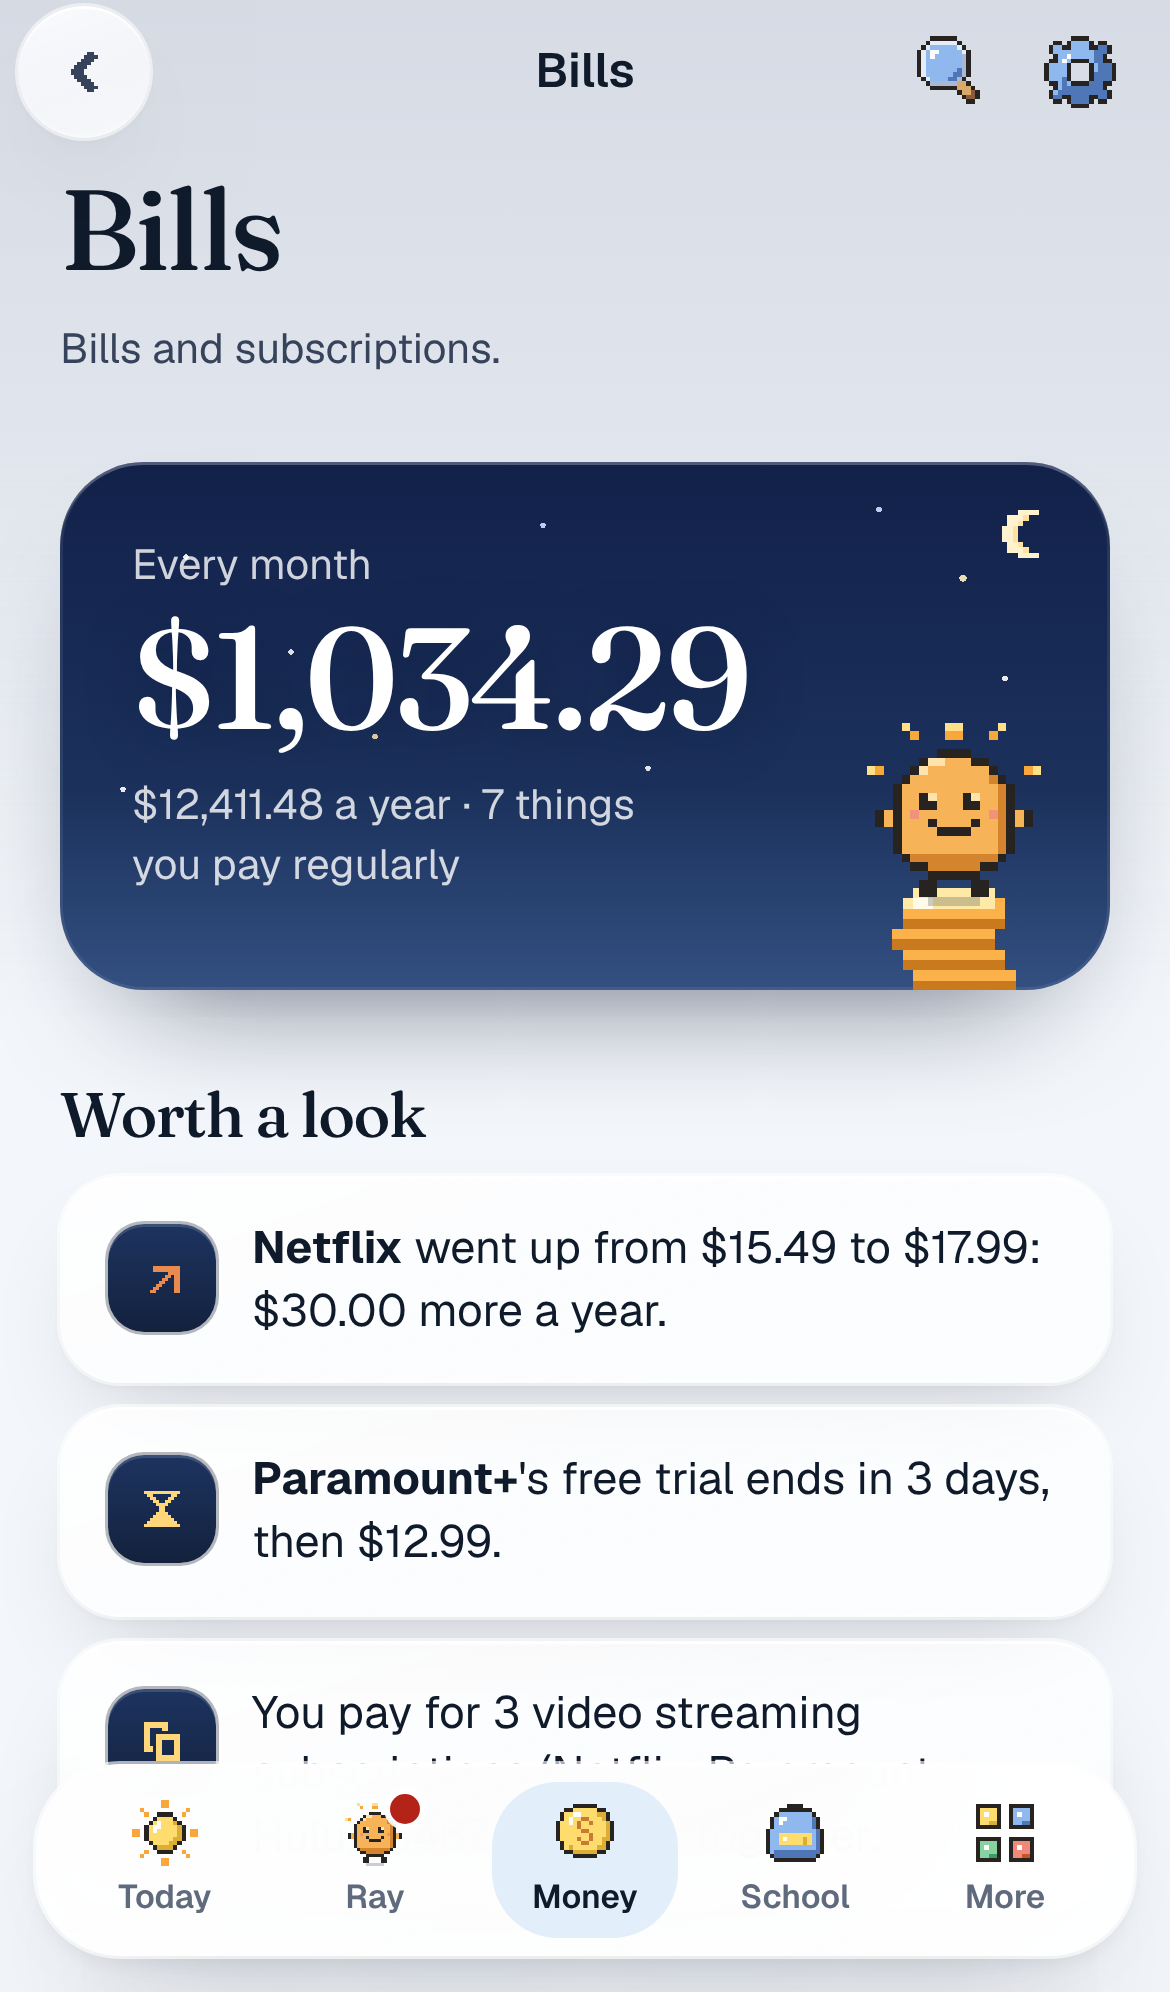 Bills
Bills
Bills and subscriptions.
Every month
$1,034.29
$12,411.48 a year · 7 things
you pay regularly
Worth a look
Netflix went up from $15.49 to $17.99:
$30.00 more a year.
Paramount+'s free trial ends in 3 days,
then $12.99.
You pay for 3 video streaming
Today
Ray
Money
School
More